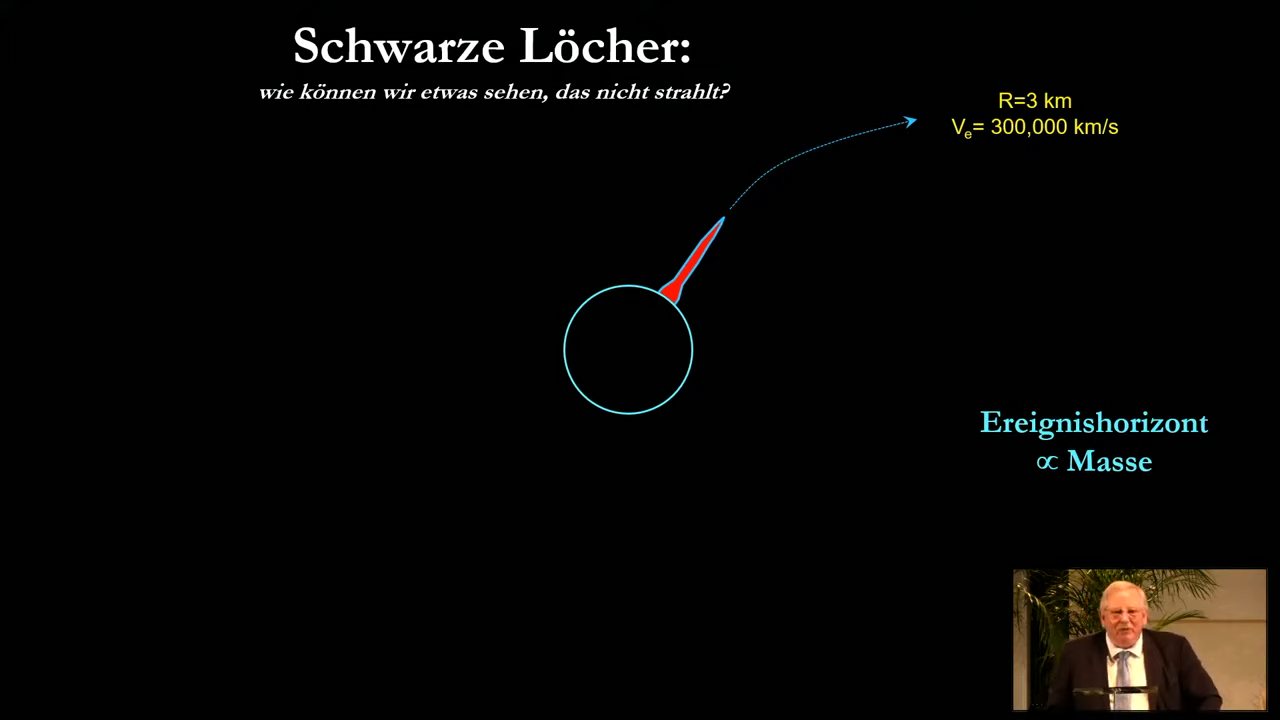 Schwarze Löcher:
wie können wir etwas sehen, das nicht strahlt?
R=3 km
Ve= 300,000 km/s
Ereignishorizont
∝ Masse